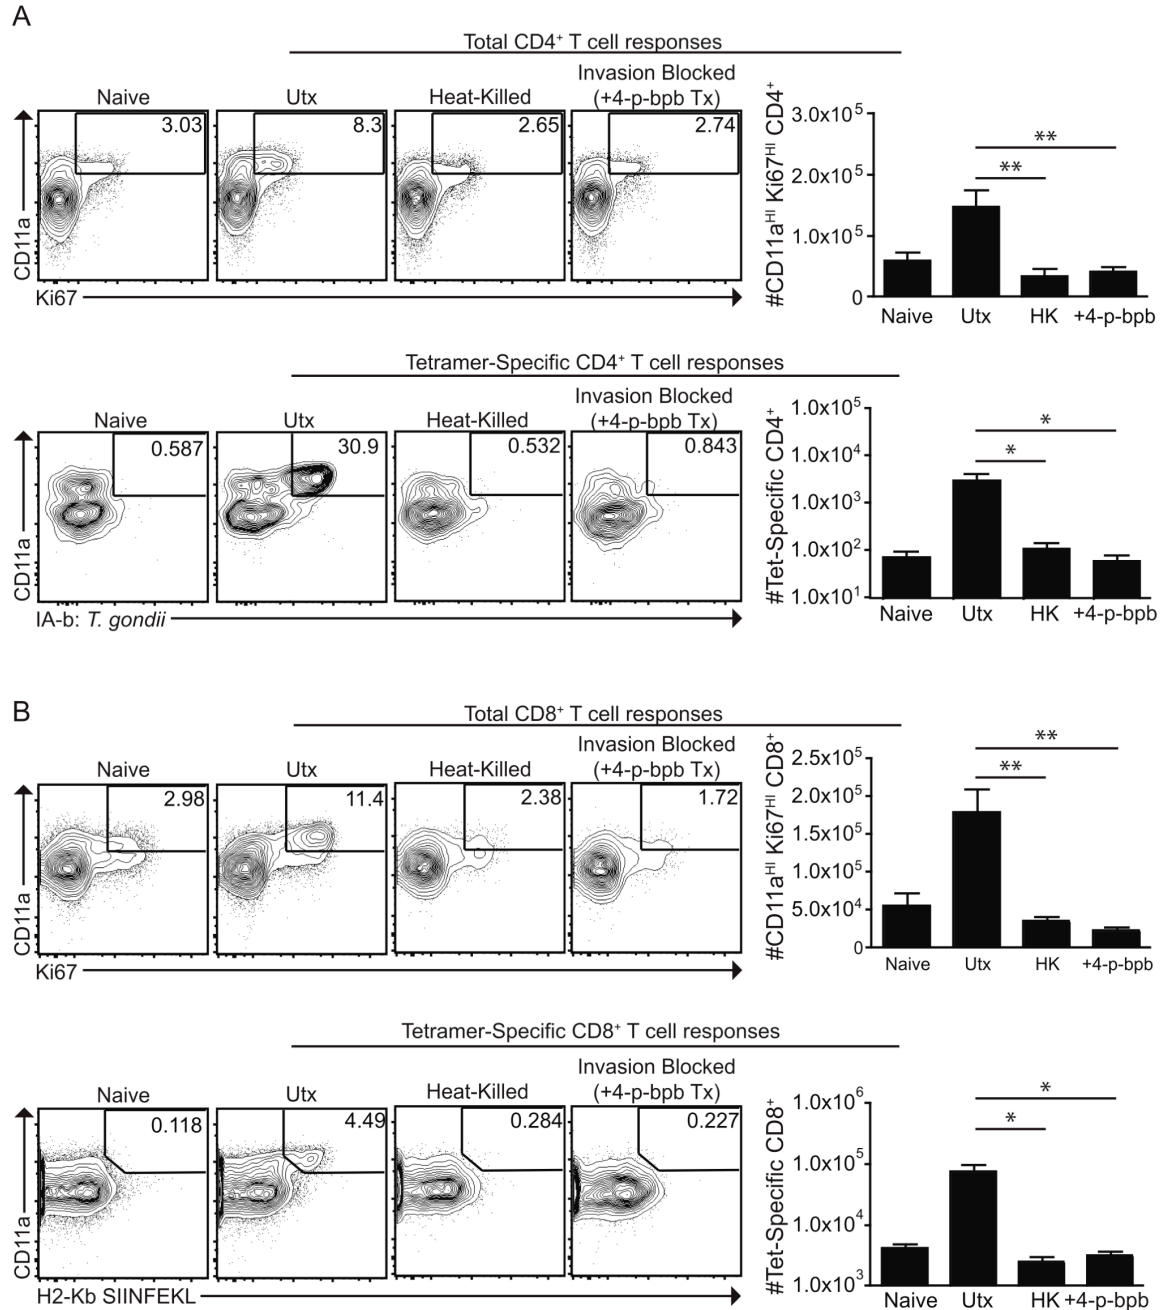 A
Total CD4⁺ T cell responses
Naive
Utx
Heat-Killed
Invasion Blocked
(+4-p-bpb Tx)
3.03
8.3
2.65
2.74
CD11a
Ki67
#CD11aᴴᴵ Ki67ᴴᴵ CD4⁺
3.0x10⁵
2.0x10⁵
1.0x10⁵
0
**
**
Naive Utx HK +4-p-bpb
Tetramer-Specific CD4⁺ T cell responses
Naive
Utx
Heat-Killed
Invasion Blocked
(+4-p-bpb Tx)
0.587
30.9
0.532
0.843
CD11a
IA-b: T. gondii
#Tet-Specific CD4⁺
1.0x10⁵
1.0x10⁴
1.0x10³
1.0x10²
1.0x10¹
*
*
Naive Utx HK +4-p-bpb
B
Total CD8⁺ T cell responses
Naive
Utx
Heat-Killed
Invasion Blocked
(+4-p-bpb Tx)
2.98
11.4
2.38
1.72
CD11a
Ki67
#CD11aᴴᴵ Ki67ᴴᴵ CD8⁺
2.5x10⁵
2.0x10⁵
1.5x10⁵
1.0x10⁵
5.0x10⁴
0
**
**
Naive Utx HK +4-p-bpb
Tetramer-Specific CD8⁺ T cell responses
Naive
Utx
Heat-Killed
Invasion Blocked
(+4-p-bpb Tx)
0.118
4.49
0.284
0.227
CD11a
H2-Kb SIINFEKL
#Tet-Specific CD8⁺
1.0x10⁶
1.0x10⁵
1.0x10⁴
1.0x10³
*
*
Naive Utx HK +4-p-bpb